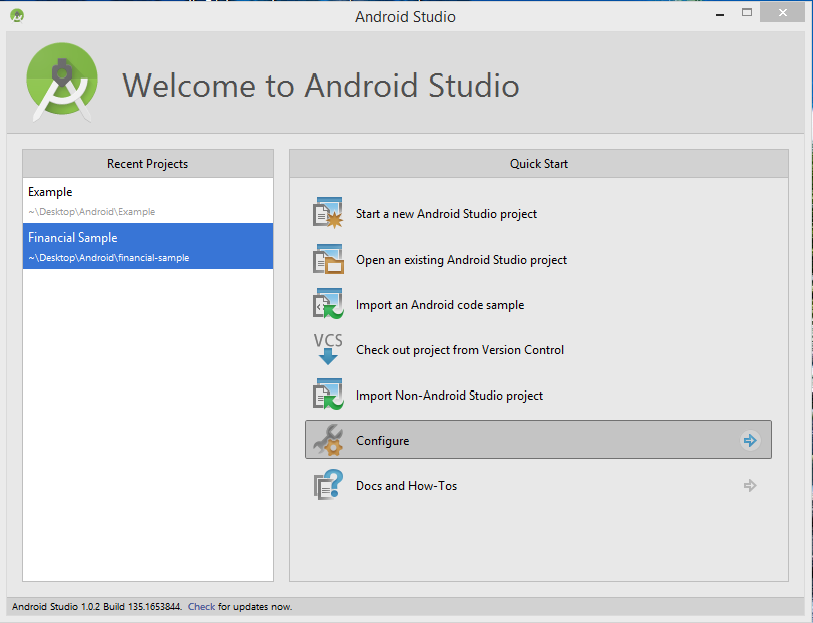 Android Studio
Welcome to Android Studio
Recent Projects
Example
~\Desktop\Android\Example
Financial Sample
~\Desktop\Android\financial-sample
Quick Start
Start a new Android Studio project
Open an existing Android Studio project
Import an Android code sample
VCS
Check out project from Version Control
Import Non-Android Studio project
Configure
Docs and How-Tos
Android Studio 1.0.2 Build 135.1653844. Check for updates now.